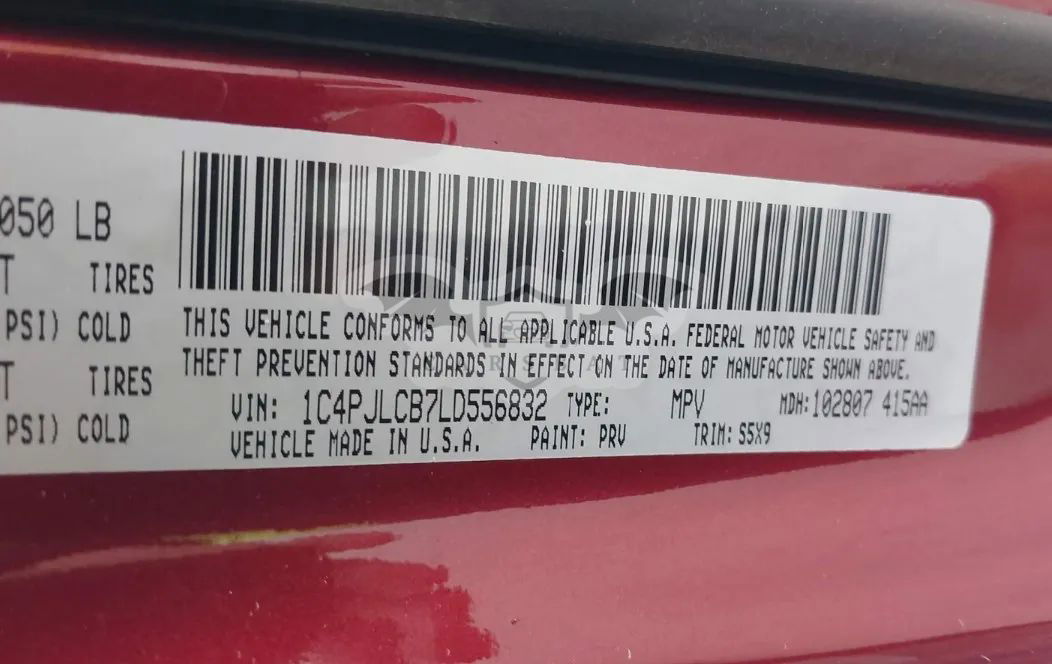 050 LB
T TIRES
PSI) COLD
T TIRES
PSI) COLD
THIS VEHICLE CONFORMS TO ALL APPLICABLE U.S.A. FEDERAL MOTOR VEHICLE SAFETY AND
THEFT PREVENTION STANDARDS IN EFFECT ON THE DATE OF MANUFACTURE SHOWN ABOVE.
VIN: 1C4PJLCB7LD556832 TYPE: MPV MDH: 102807 415AA
VEHICLE MADE IN U.S.A. PAINT: PRV TRIM: S5X9